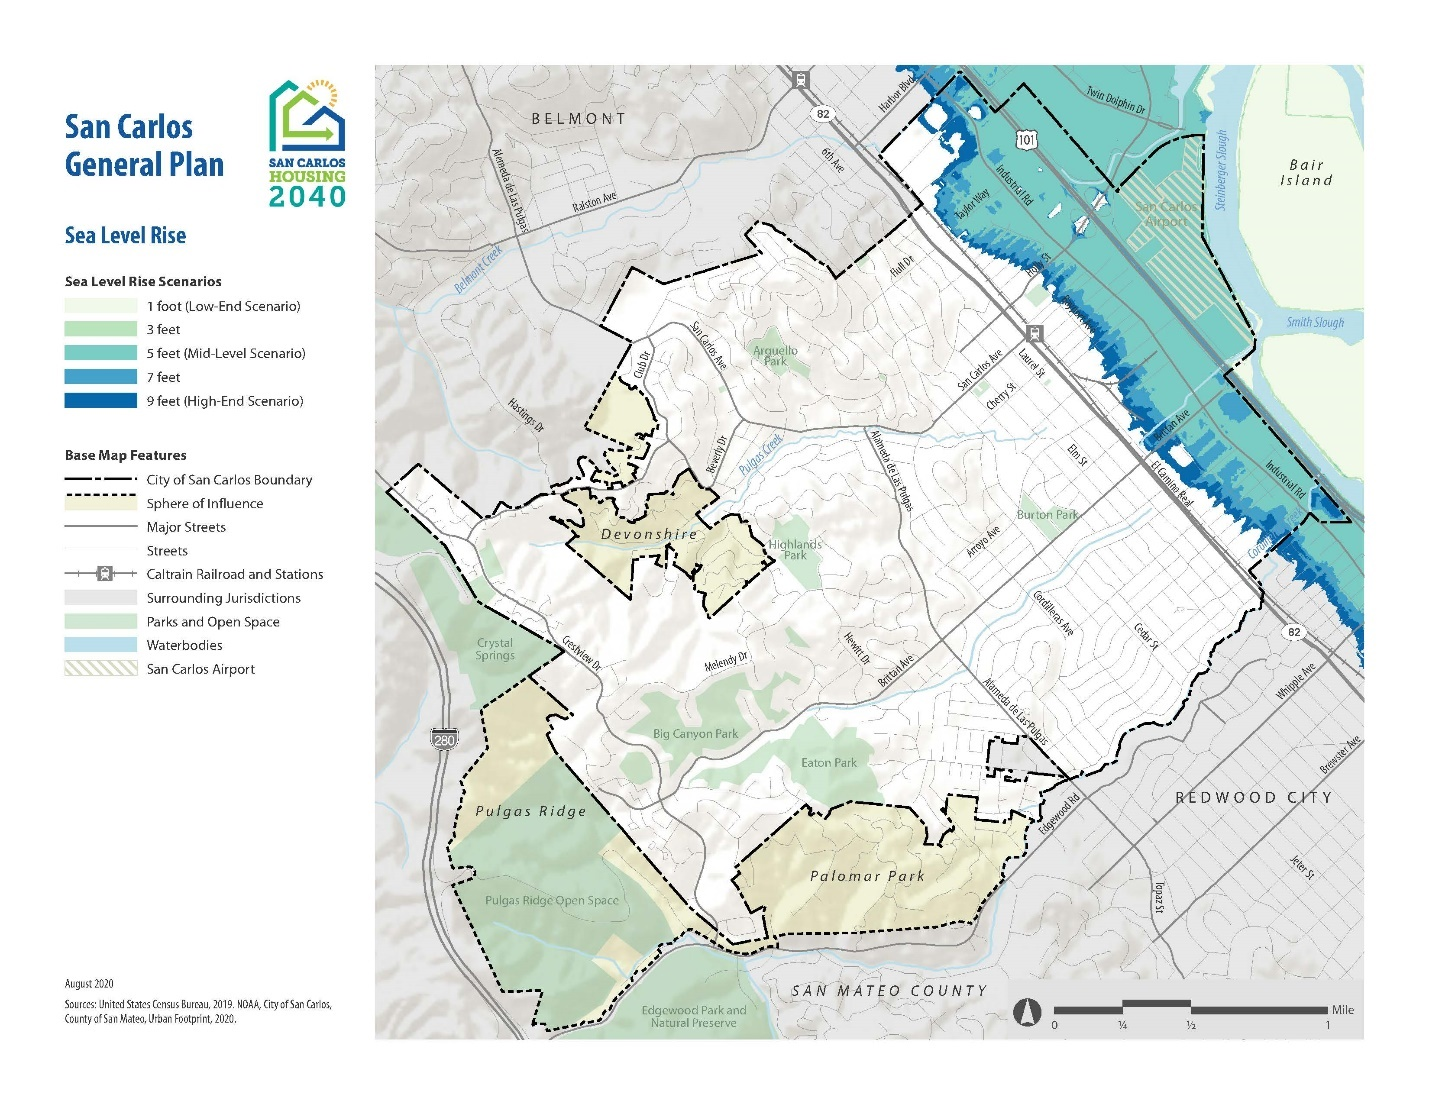 San Carlos
General Plan
SAN CARLOS
HOUSING
2040
Sea Level Rise
Sea Level Rise Scenarios
1 foot (Low-End Scenario)
3 feet
5 feet (Mid-Level Scenario)
7 feet
9 feet (High-End Scenario)
Base Map Features
City of San Carlos Boundary
Sphere of Influence
Major Streets
Streets
Caltrain Railroad and Stations
Surrounding Jurisdictions
Parks and Open Space
Waterbodies
San Carlos Airport
August 2020
Sources: United States Census Bureau, 2019. NOAA, City of San Carlos,
County of San Mateo, Urban Footprint, 2020.
BELMONT
82
Harbor Blvd
Twin Dolphin Dr
101
6th Ave
Alameda de Las Pulgas
Ralston Ave
Industrial Rd
Taylor Way
San Carlos
Airport
Steinberger Slough
Bair
Island
Belmont Creek
Hull Dr
Holly St
Smith Slough
Club Dr
San Carlos Ave
Arguello
Park
San Carlos Ave
Laurel St
Cherry St
Hastings Dr
Beverly Dr
Pulgas Creek
Alameda de Las Pulgas
Elm St
Brittan Ave
El Camino Real
Industrial Rd
Devonshire
Highlands
Park
Burton Park
Arroyo Ave
Crystal
Springs
Crestview Dr
Melendy Dr
Hewitt Dr
Brittan Ave
Cordilleras Ave
Cedar St
82
Whipple Ave
Alameda de Las Pulgas
280
Big Canyon Park
Eaton Park
Brewster Ave
Pulgas Ridge
Edgewood Rd
REDWOOD CITY
Palomar Park
Jeter St
Topaz St
Pulgas Ridge Open Space
SAN MATEO COUNTY
Edgewood Park and
Natural Preserve
0 ¼ ½ 1 Mile